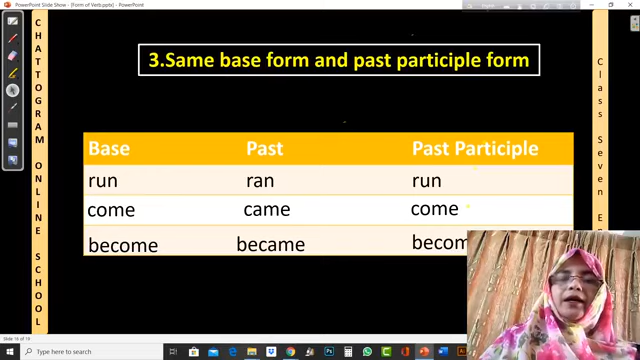 PowerPoint Slide Show - [Form of Verb.pptx] - PowerPoint
CHATTOGRAM ONLINE SCHOOL
3.Same base form and past participle form
Base Past Past Participle
run ran run
come came come
become became becom
Class Seven En
Slide 16 of 19
Type here to search